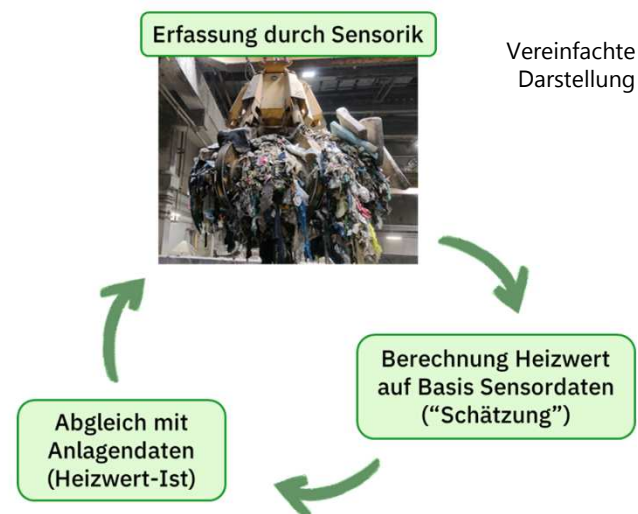 Erfassung durch Sensorik
Vereinfachte
Darstellung
Berechnung Heizwert
auf Basis Sensordaten
(“Schätzung”)
Abgleich mit
Anlagendaten
(Heizwert-Ist)